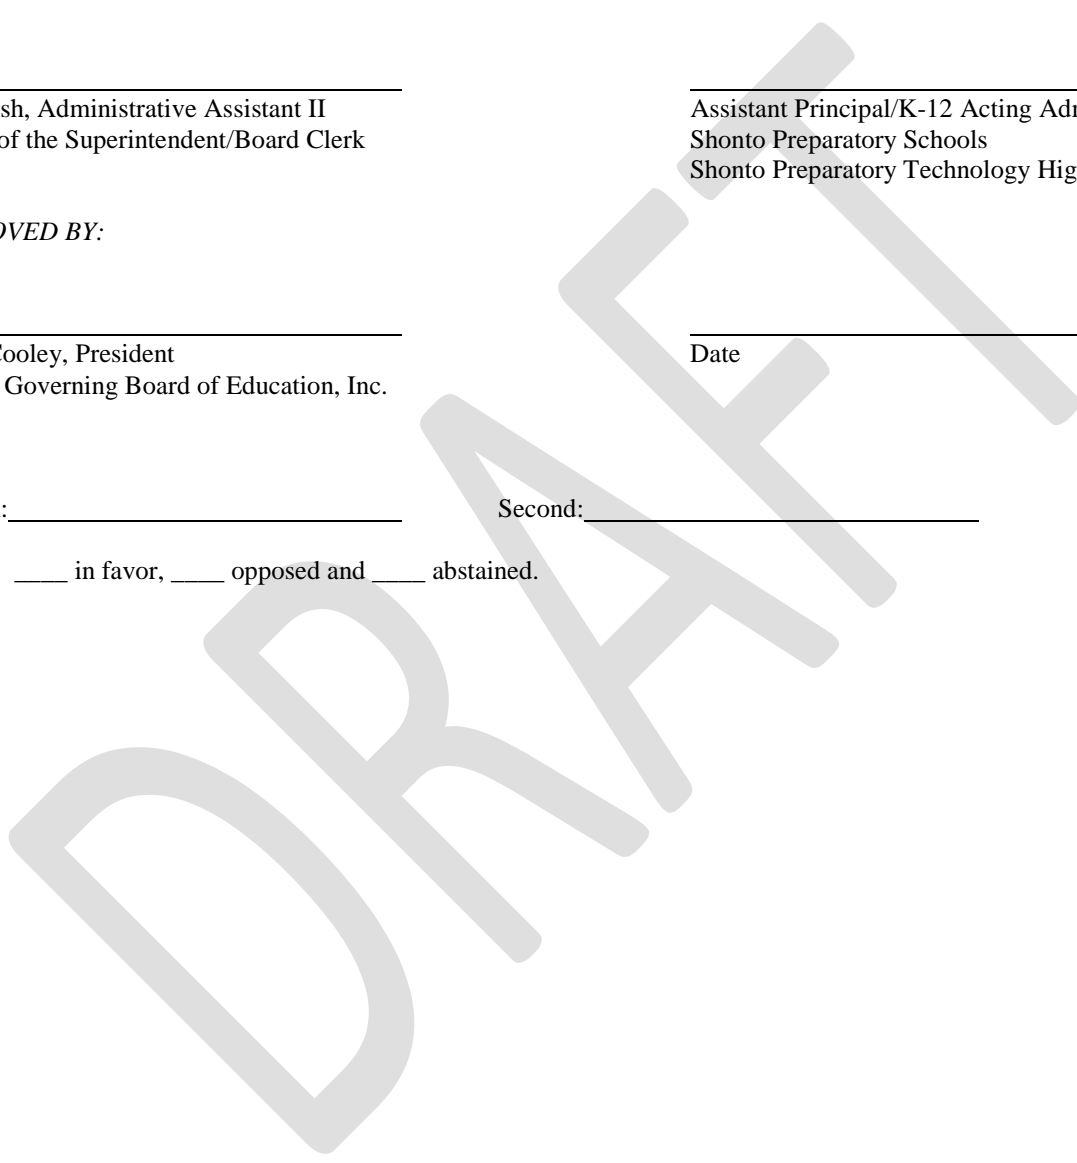 sh, Administrative Assistant II
Assistant Principal/K-12 Acting Adm
of the Superintendent/Board Clerk
Shonto Preparatory Schools
Shonto Preparatory Technology Hig
OVED BY:
Cooley, President
Date
Governing Board of Education, Inc.
: Second:
____ in favor, ____ opposed and ____ abstained.
DRAFT